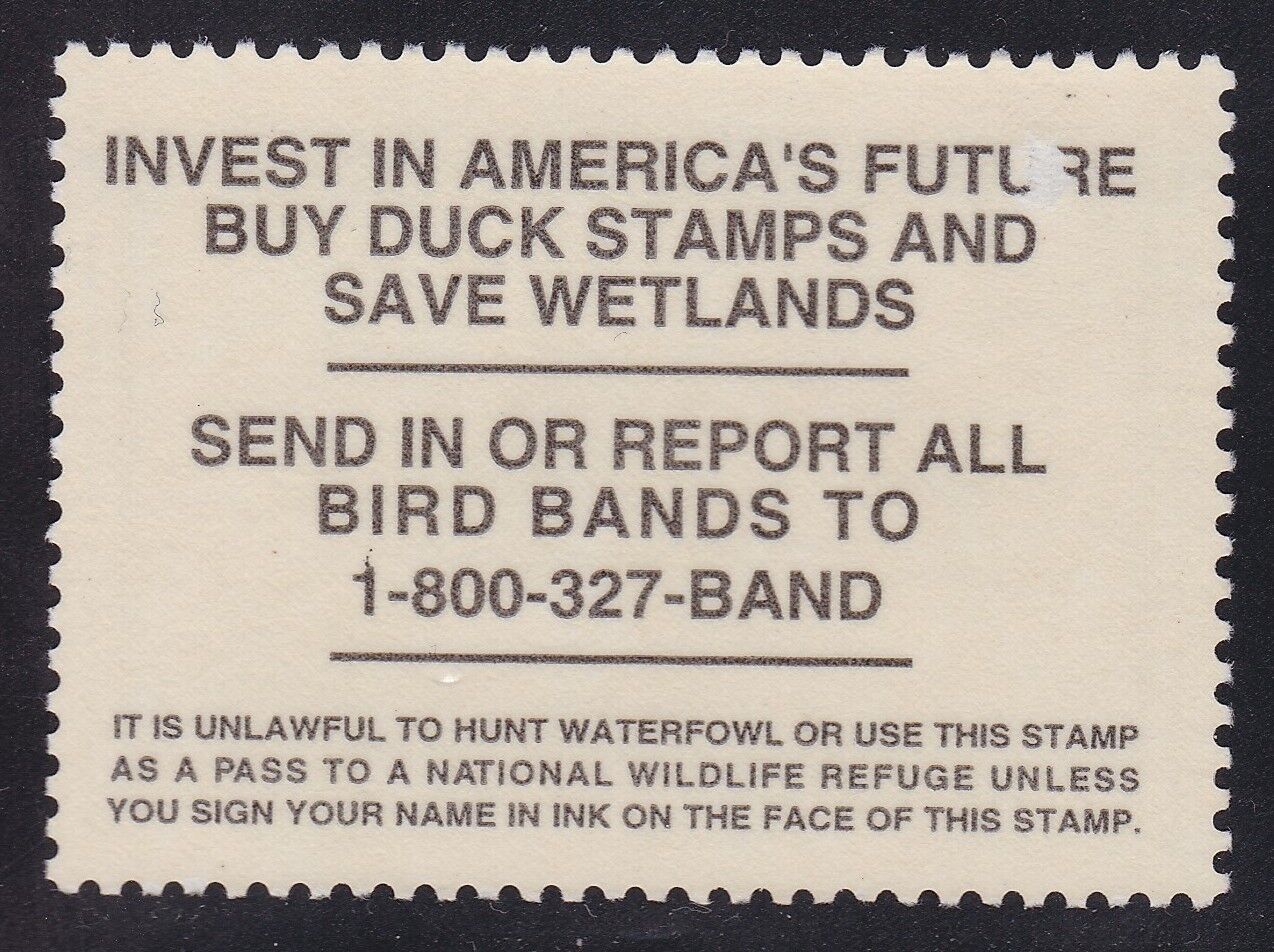 INVEST IN AMERICA'S FUTURE
BUY DUCK STAMPS AND
SAVE WETLANDS
SEND IN OR REPORT ALL
BIRD BANDS TO
1-800-327-BAND
IT IS UNLAWFUL TO HUNT WATERFOWL OR USE THIS STAMP
AS A PASS TO A NATIONAL WILDLIFE REFUGE UNLESS
YOU SIGN YOUR NAME IN INK ON THE FACE OF THIS STAMP.